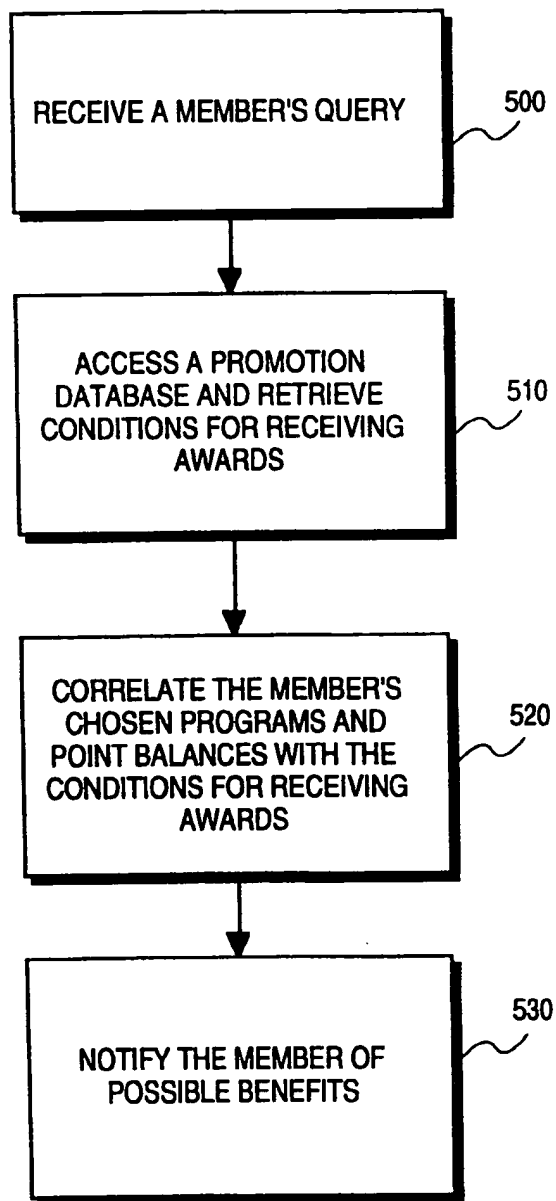 RECEIVE A MEMBER'S QUERY
500
ACCESS A PROMOTION
DATABASE AND RETRIEVE
CONDITIONS FOR RECEIVING
AWARDS
510
CORRELATE THE MEMBER'S
CHOSEN PROGRAMS AND
POINT BALANCES WITH THE
CONDITIONS FOR RECEIVING
AWARDS
520
NOTIFY THE MEMBER OF
POSSIBLE BENEFITS
530